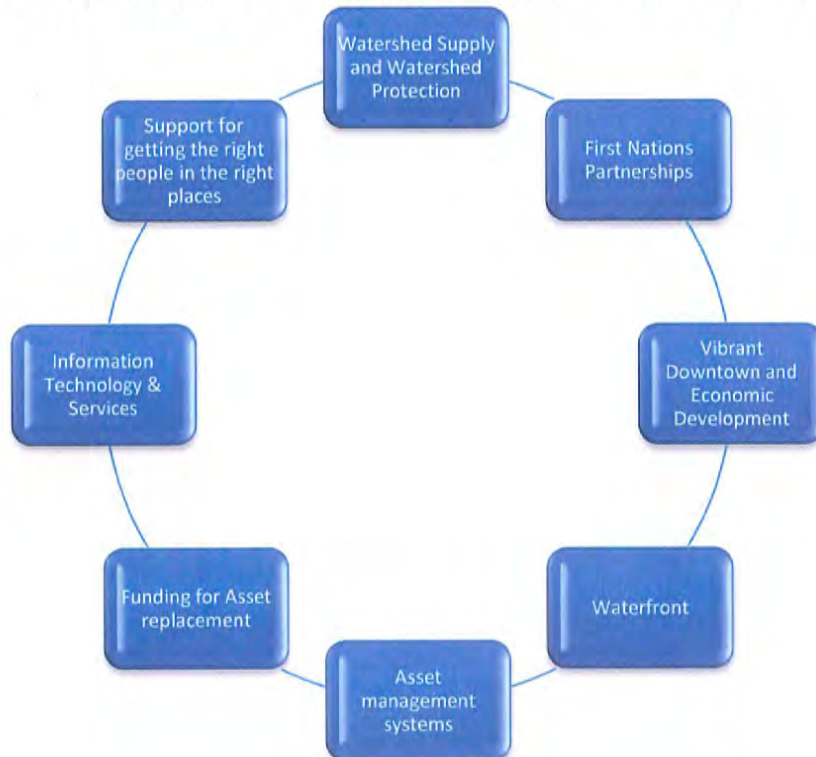 Watershed Supply
and Watershed
Protection
First Nations
Partnerships
Vibrant
Downtown and
Economic
Development
Waterfront
Asset
management
systems
Funding for Asset
replacement
Information
Technology &
Services
Support for
getting the right
people in the right
places